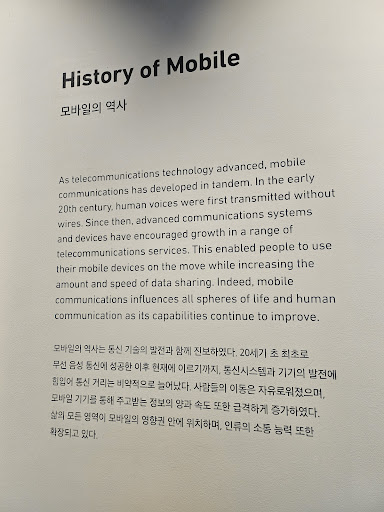 History of Mobile
모바일의 역사
As telecommunications technology advanced, mobile
communications has developed in tandem. In the early
20th century, human voices were first transmitted without
wires. Since then, advanced communications systems
and devices have encouraged growth in a range of
telecommunications services. This enabled people to use
their mobile devices on the move while increasing the
amount and speed of data sharing. Indeed, mobile
communications influences all spheres of life and human
communication as its capabilities continue to improve.
모바일의 역사는 통신 기술의 발전과 함께 진보하였다. 20세기 초 최초로
무선 음성 통신에 성공한 이후 현재에 이르기까지, 통신시스템과 기기의 발전에
힘입어 통신 거리는 비약적으로 늘어났다. 사람들의 이동은 자유로워졌으며,
모바일 기기를 통해 주고받는 정보의 양과 속도 또한 급격하게 증가하였다.
삶의 모든 영역이 모바일의 영향권 안에 위치하며, 인류의 소통 능력 또한
확장되고 있다.